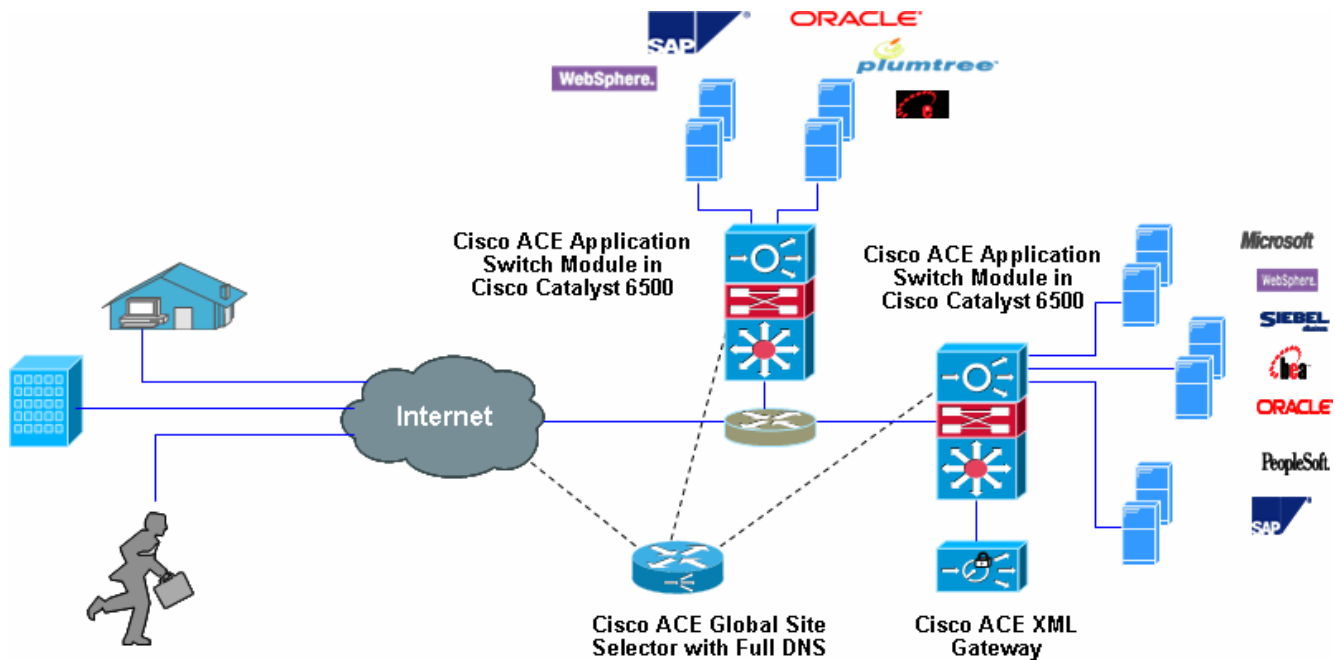 SAP
ORACLE
plumtree
WebSphere.
e
Cisco ACE Application
Switch Module in
Cisco Catalyst 6500
Cisco ACE Application
Switch Module in
Cisco Catalyst 6500
Microsoft
WebSphere.
SIEBEL
bea
ORACLE
PeopleSoft.
SAP
Internet
Cisco ACE Global Site
Selector with Full DNS
Cisco ACE XML
Gateway